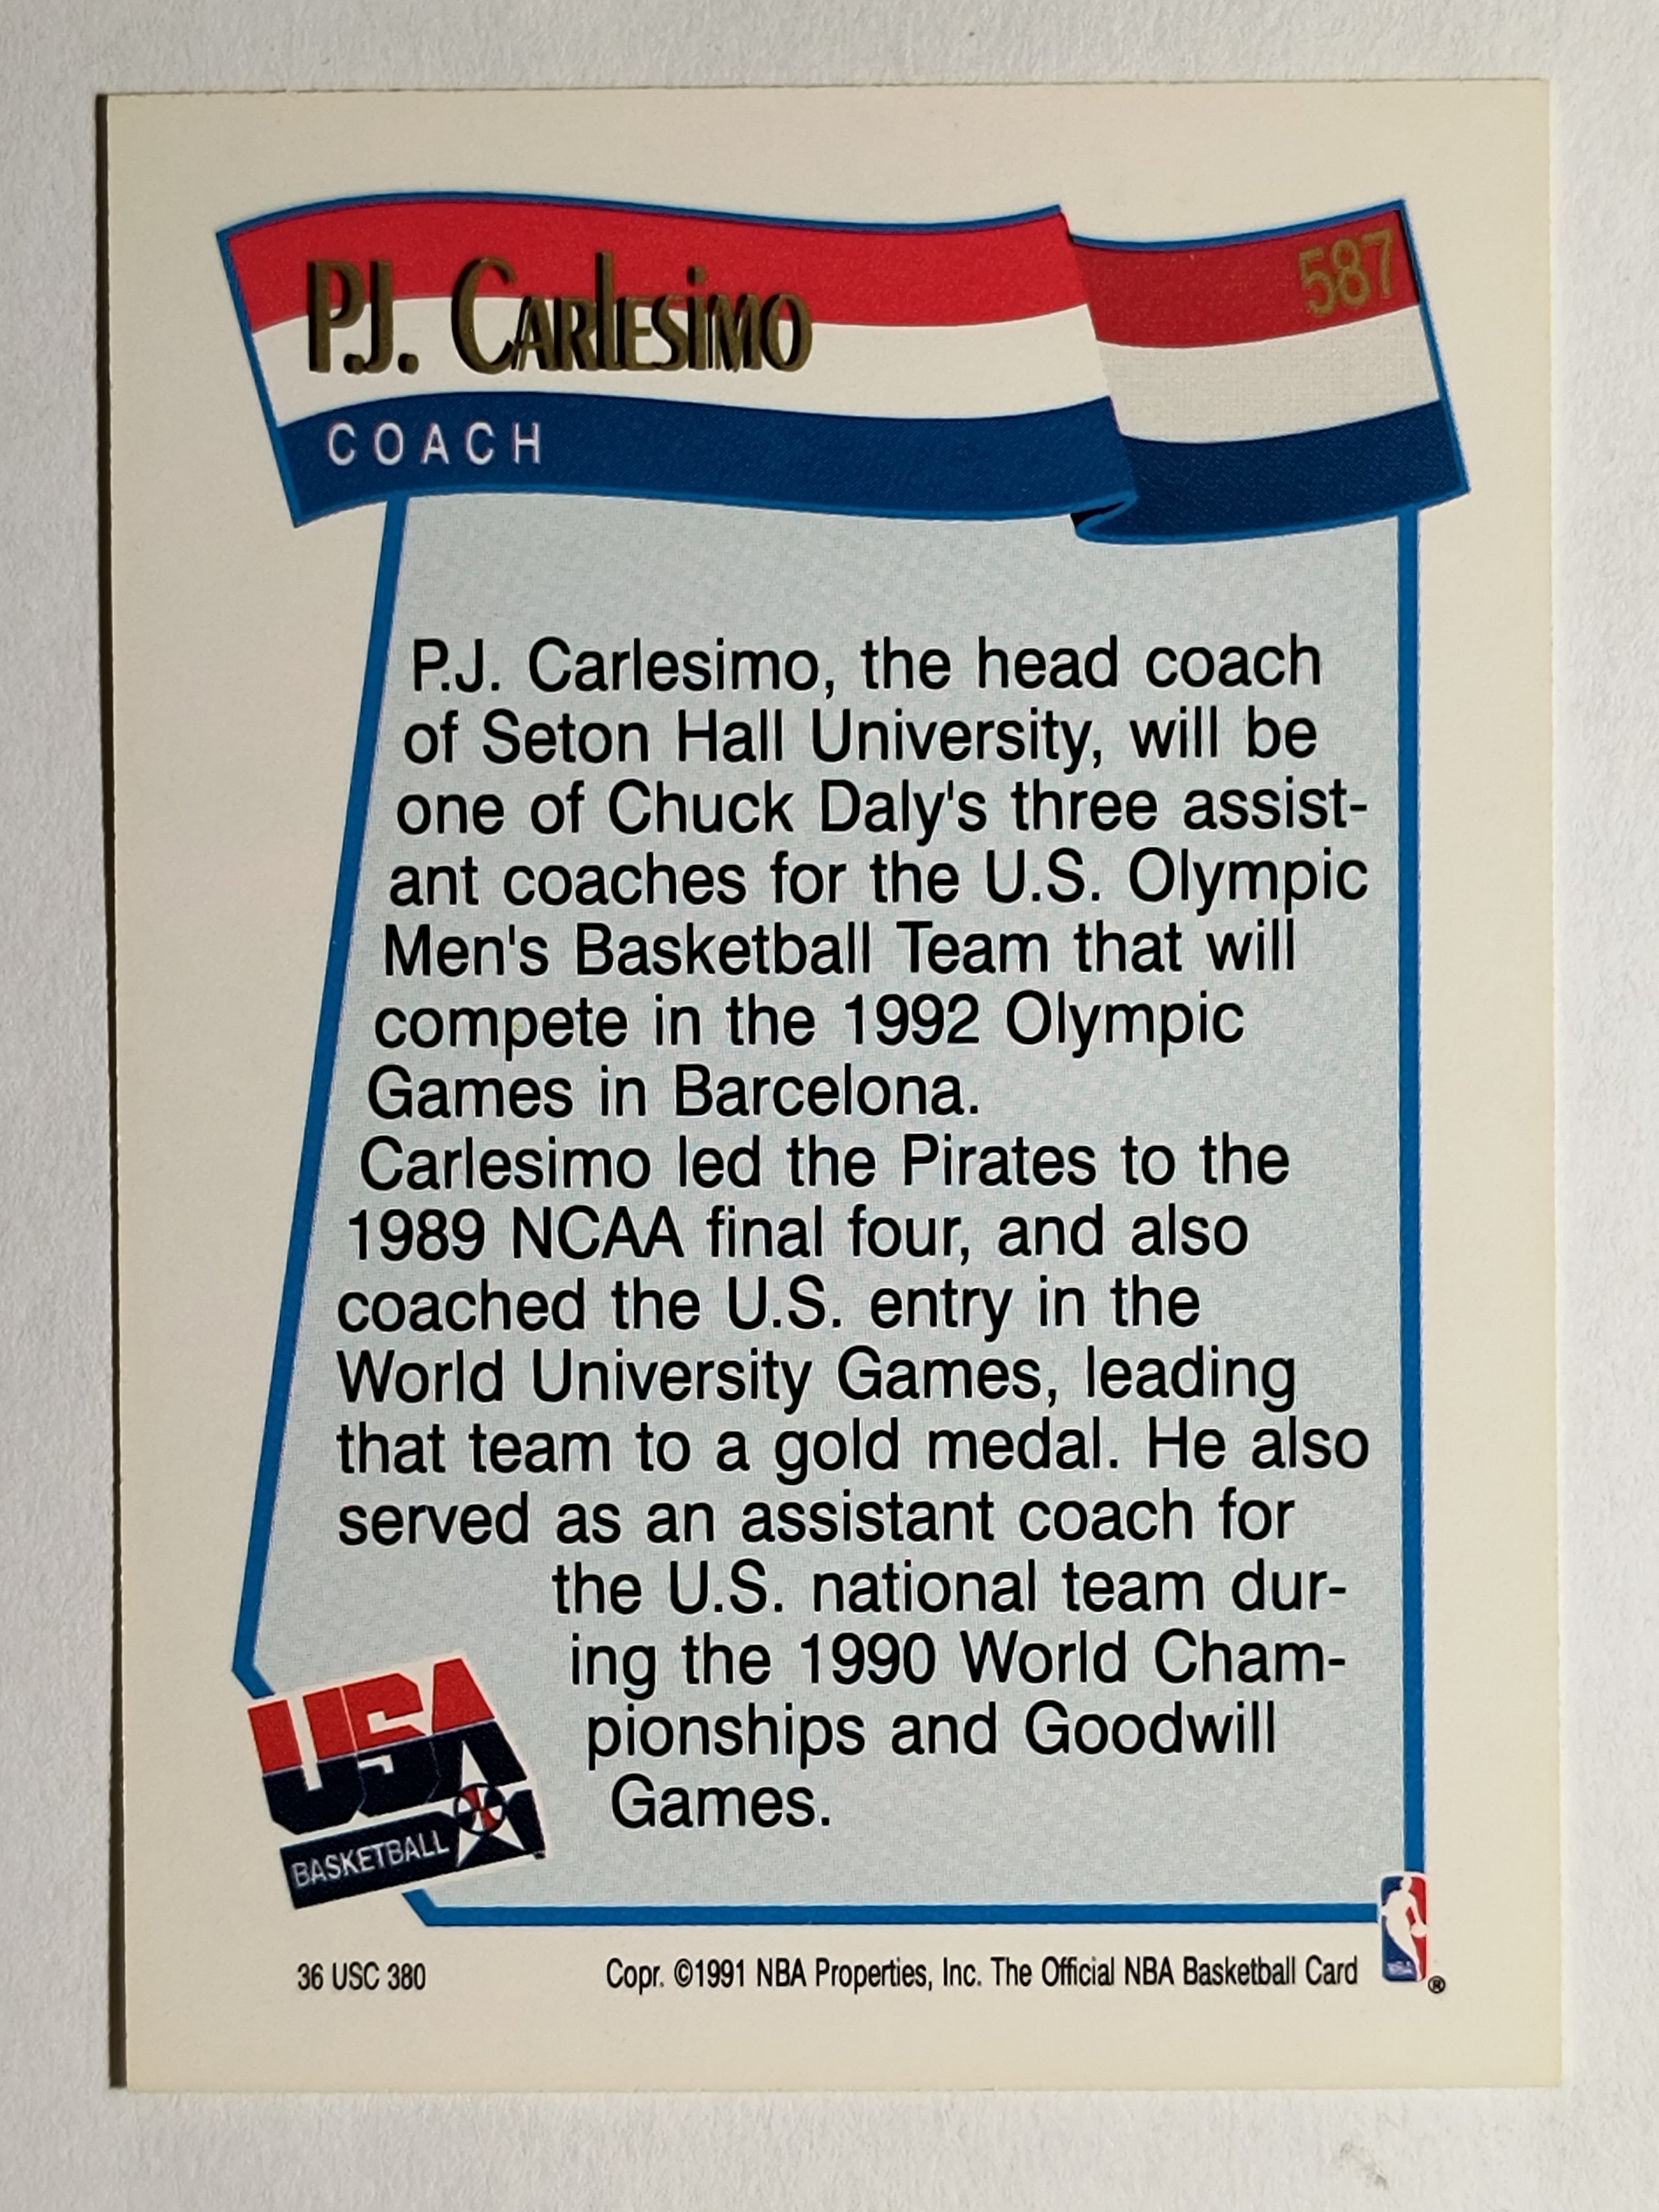 P.J. Carlesimo
587
COACH
P.J. Carlesimo, the head coach
of Seton Hall University, will be
one of Chuck Daly's three assist-
ant coaches for the U.S. Olympic
Men's Basketball Team that will
compete in the 1992 Olympic
Games in Barcelona.
Carlesimo led the Pirates to the
1989 NCAA final four, and also
coached the U.S. entry in the
World University Games, leading
that team to a gold medal. He also
served as an assistant coach for
the U.S. national team dur-
ing the 1990 World Cham-
pionships and Goodwill
Games.
USA
BASKETBALL
NBA
®
36 USC 380
Copr. ©1991 NBA Properties, Inc. The Official NBA Basketball Card